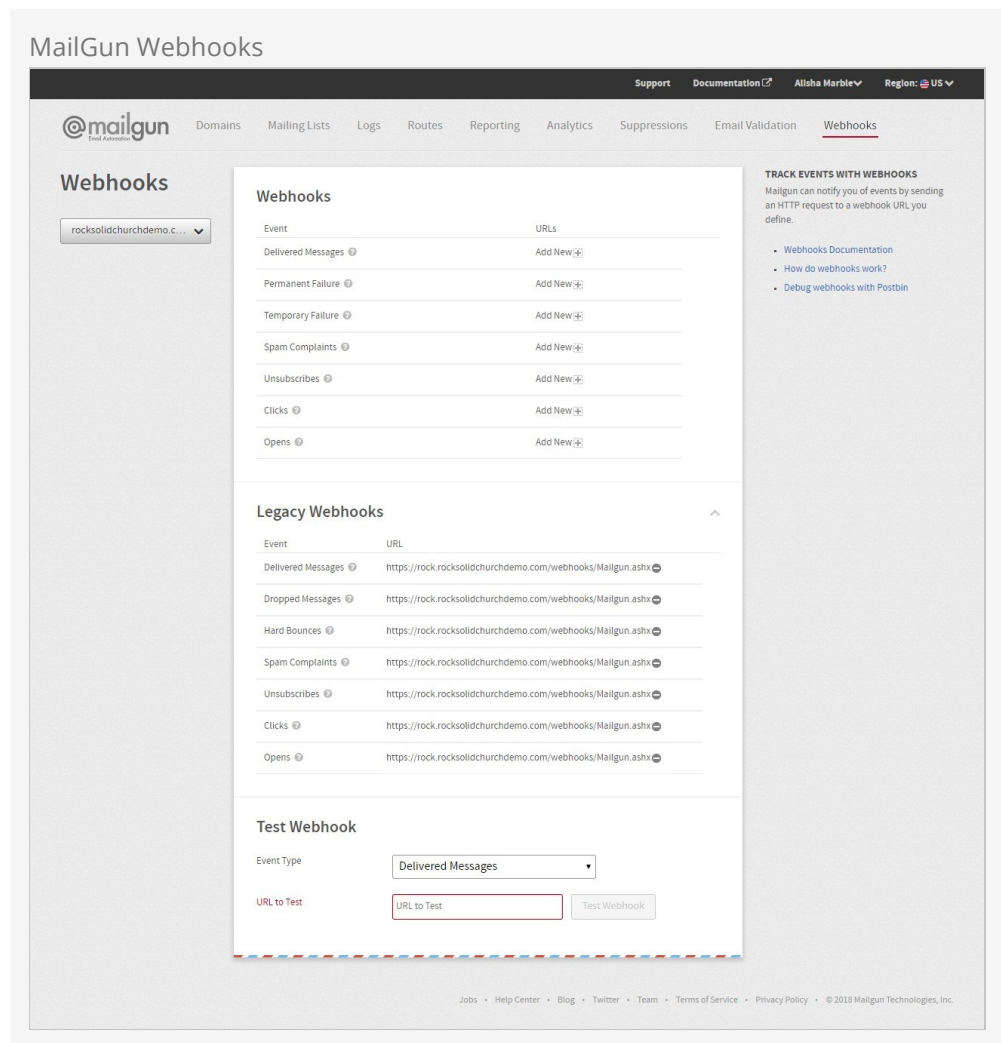 MailGun Webhooks
Support Documentation Alisha Marble Region: US
@mailgun
Email Automation
Domains Mailing Lists Logs Routes Reporting Analytics Suppressions Email Validation Webhooks
Webhooks
rocksolidchurchdemo.c...
Webhooks
Event URLs
Delivered Messages ? Add New +
Permanent Failure ? Add New +
Temporary Failure ? Add New +
Spam Complaints ? Add New +
Unsubscribes ? Add New +
Clicks ? Add New +
Opens ? Add New +
TRACK EVENTS WITH WEBHOOKS
Mailgun can notify you of events by sending
an HTTP request to a webhook URL you
define.
• Webhooks Documentation
• How do webhooks work?
• Debug webhooks with Postbin
Legacy Webhooks
Event URL
Delivered Messages ? https://rock.rocksolidchurchdemo.com/webhooks/Mailgun.ashx
Dropped Messages ? https://rock.rocksolidchurchdemo.com/webhooks/Mailgun.ashx
Hard Bounces ? https://rock.rocksolidchurchdemo.com/webhooks/Mailgun.ashx
Spam Complaints ? https://rock.rocksolidchurchdemo.com/webhooks/Mailgun.ashx
Unsubscribes ? https://rock.rocksolidchurchdemo.com/webhooks/Mailgun.ashx
Clicks ? https://rock.rocksolidchurchdemo.com/webhooks/Mailgun.ashx
Opens ? https://rock.rocksolidchurchdemo.com/webhooks/Mailgun.ashx
Test Webhook
Event Type Delivered Messages
URL to Test URL to Test Test Webhook
Jobs • Help Center • Blog • Twitter • Team • Terms of Service • Privacy Policy • © 2018 Mailgun Technologies, Inc.